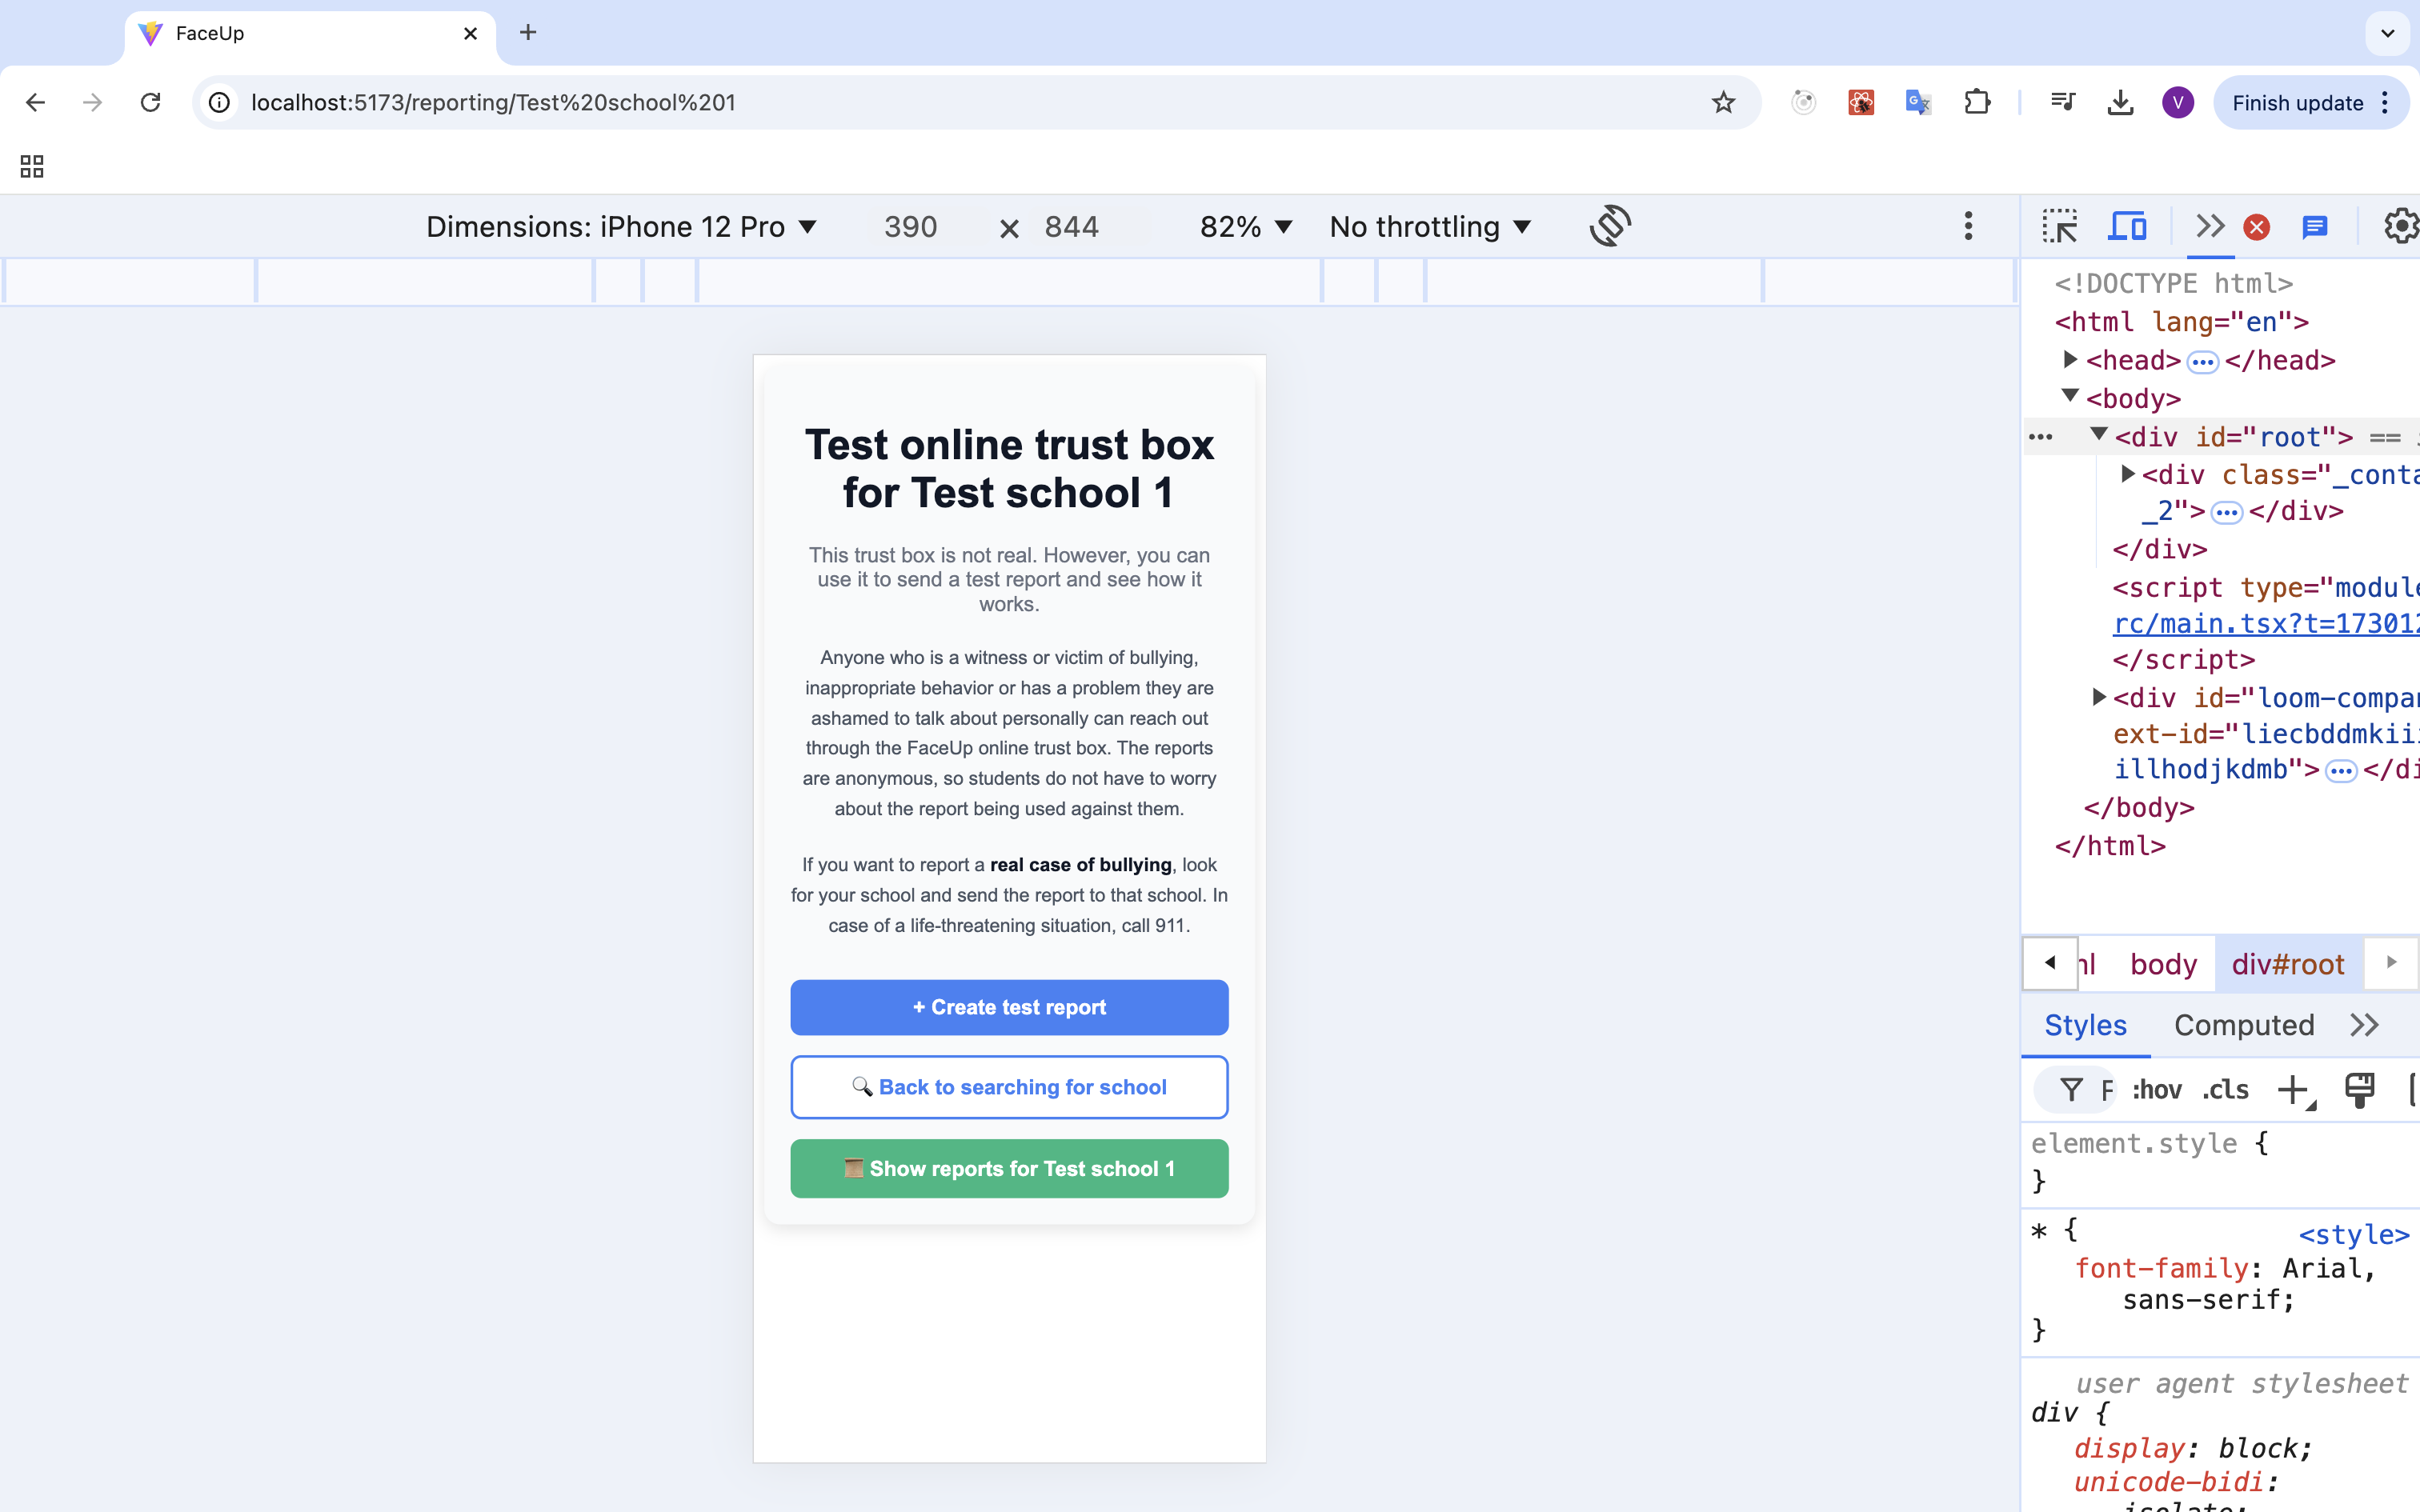 FaceUp
localhost:5173/reporting/Test%20school%201
V
Finish update
Dimensions: iPhone 12 Pro
390
×
844
82%
No throttling
Test online trust box
for Test school 1
This trust box is not real. However, you can
use it to send a test report and see how it
works.
Anyone who is a witness or victim of bullying,
inappropriate behavior or has a problem they are
ashamed to talk about personally can reach out
through the FaceUp online trust box. The reports
are anonymous, so students do not have to worry
about the report being used against them.
If you want to report a real case of bullying, look
for your school and send the report to that school. In
case of a life-threatening situation, call 911.
+ Create test report
🔍 Back to searching for school
Show reports for Test school 1
<!DOCTYPE html>
<html lang="en">
<head> ••• </head>
<body>
••• <div id="root"> ==
<div class="_conta
_2"> ••• </div>
</div>
<script type="module
rc/main.tsx?t=17301
</script>
<div id="loom-compa
ext-id="liecbddmkiii
illhodjkdmb"> ••• </di
</body>
</html>
body
div#root
Styles
Computed
F
:hov
.cls
element.style {
}
* {
<style>
font-family: Arial,
sans-serif;
}
user agent stylesheet
div {
display: block;
unicode-bidi:
isolate;